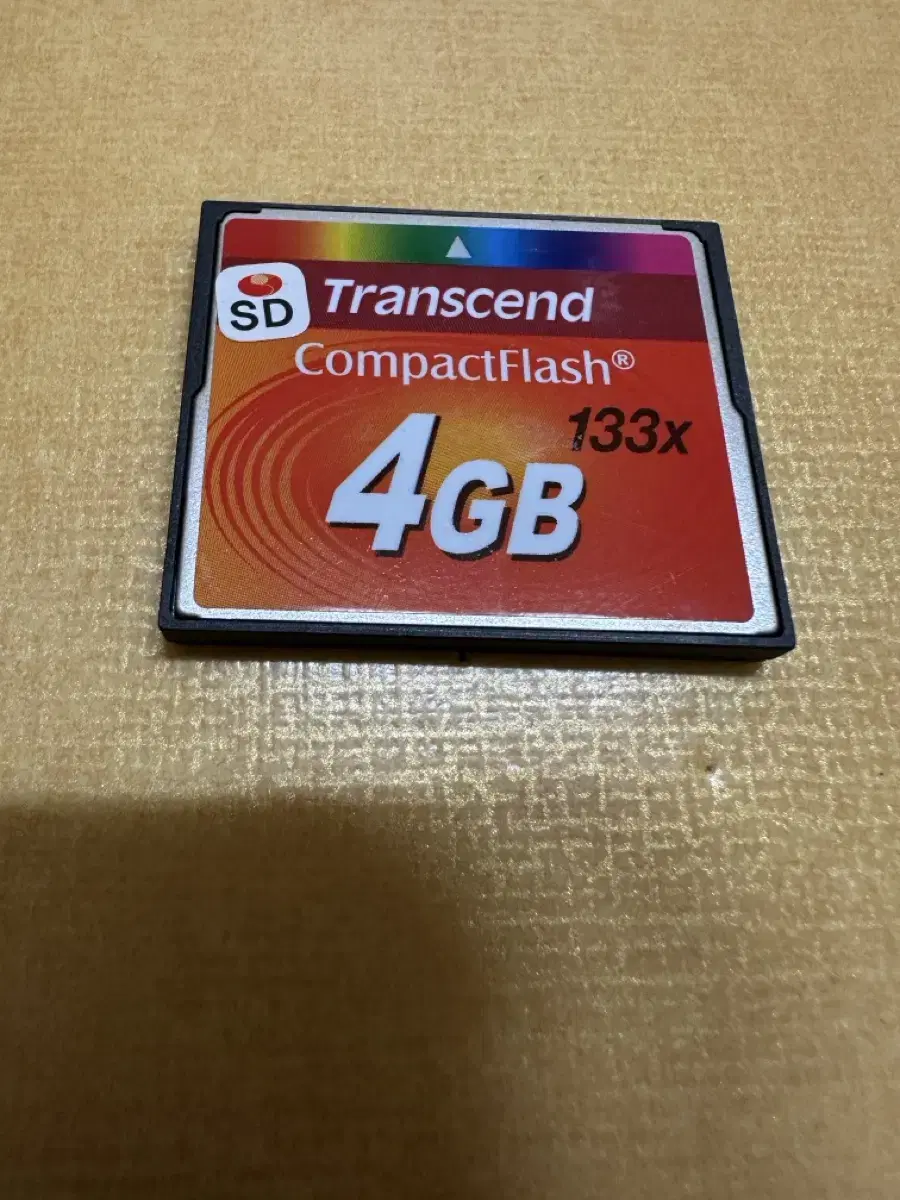 SD
Transcend
CompactFlash®
133x
4GB